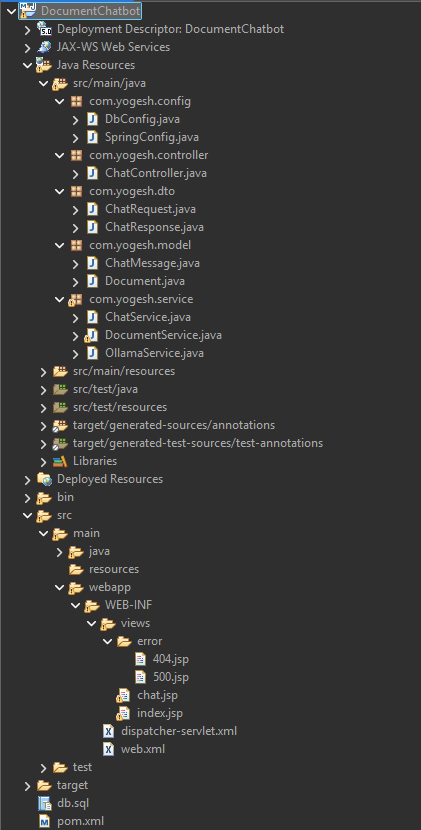 DocumentChatbot
Deployment Descriptor: DocumentChatbot
JAX-WS Web Services
Java Resources
src/main/java
com.yogesh.config
DbConfig.java
SpringConfig.java
com.yogesh.controller
ChatController.java
com.yogesh.dto
ChatRequest.java
ChatResponse.java
com.yogesh.model
ChatMessage.java
Document.java
com.yogesh.service
ChatService.java
DocumentService.java
OllamaService.java
src/main/resources
src/test/java
src/test/resources
target/generated-sources/annotations
target/generated-test-sources/test-annotations
Libraries
Deployed Resources
bin
src
main
java
resources
webapp
WEB-INF
views
error
404.jsp
500.jsp
chat.jsp
index.jsp
dispatcher-servlet.xml
web.xml
test
target
db.sql
pom.xml